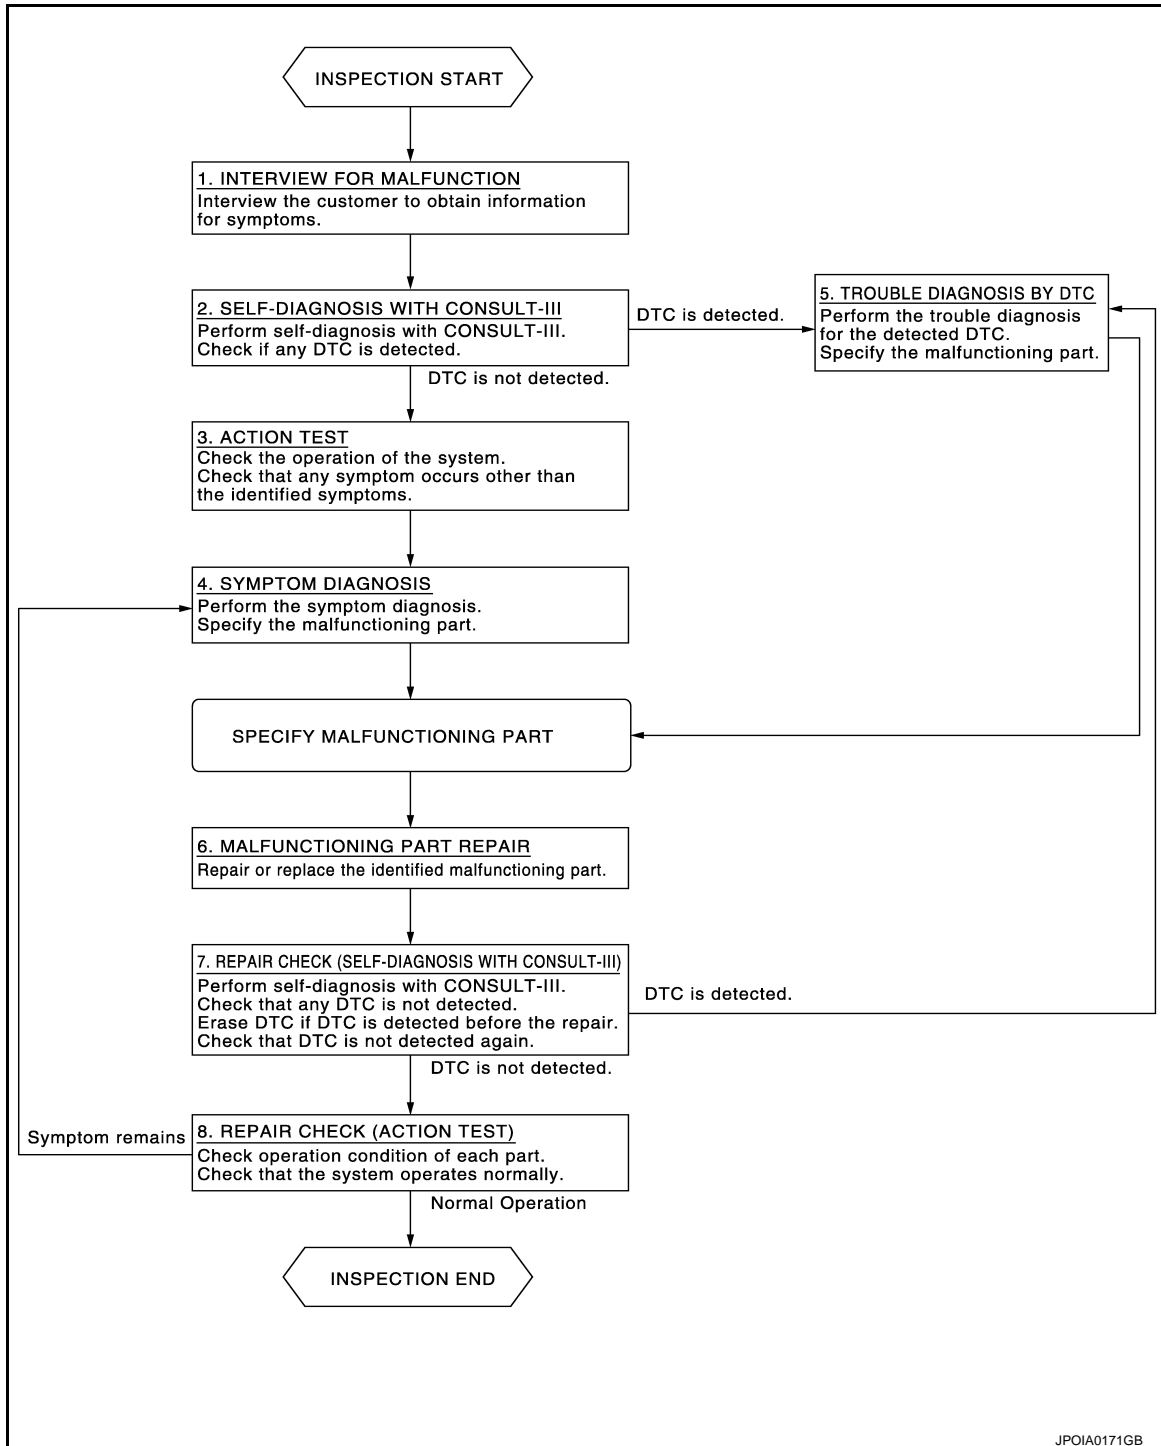 INSPECTION START
1. INTERVIEW FOR MALFUNCTION
Interview the customer to obtain information
for symptoms.
2. SELF-DIAGNOSIS WITH CONSULT-III
Perform self-diagnosis with CONSULT-III.
Check if any DTC is detected.
DTC is detected.
5. TROUBLE DIAGNOSIS BY DTC
Perform the trouble diagnosis
for the detected DTC.
Specify the malfunctioning part.
DTC is not detected.
3. ACTION TEST
Check the operation of the system.
Check that any symptom occurs other than
the identified symptoms.
4. SYMPTOM DIAGNOSIS
Perform the symptom diagnosis.
Specify the malfunctioning part.
SPECIFY MALFUNCTIONING PART
6. MALFUNCTIONING PART REPAIR
Repair or replace the identified malfunctioning part.
7. REPAIR CHECK (SELF-DIAGNOSIS WITH CONSULT-III)
Perform self-diagnosis with CONSULT-III.
Check that any DTC is not detected.
Erase DTC if DTC is detected before the repair.
Check that DTC is not detected again.
DTC is detected.
DTC is not detected.
Symptom remains
8. REPAIR CHECK (ACTION TEST)
Check operation condition of each part.
Check that the system operates normally.
Normal Operation
INSPECTION END
JPOIA0171GB